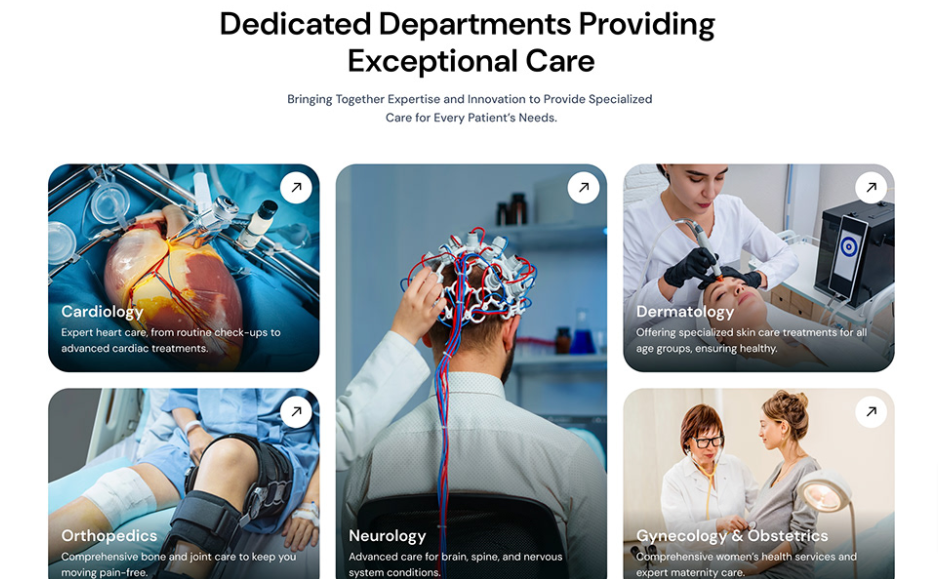 Dedicated Departments Providing
Exceptional Care
Bringing Together Expertise and Innovation to Provide Specialized
Care for Every Patient's Needs.
Cardiology
Expert heart care, from routine check-ups to
advanced cardiac treatments.
Neurology
Advanced care for brain, spine, and nervous
system conditions.
Dermatology
Offering specialized skin care treatments for all
age groups, ensuring healthy.
Orthopedics
Comprehensive bone and joint care to keep you
moving pain-free.
Gynecology & Obstetrics
Comprehensive women's health services and
expert maternity care.